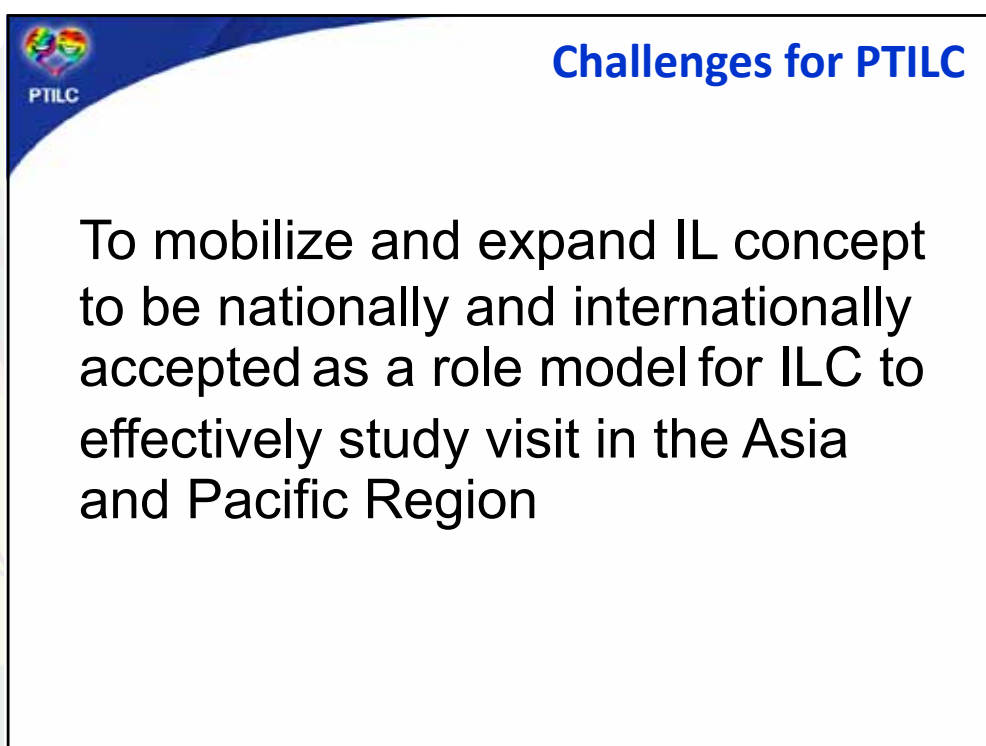 PTILC
Challenges for PTILC
To mobilize and expand IL concept
to be nationally and internationally
accepted as a role model for ILC to
effectively study visit in the Asia
and Pacific Region